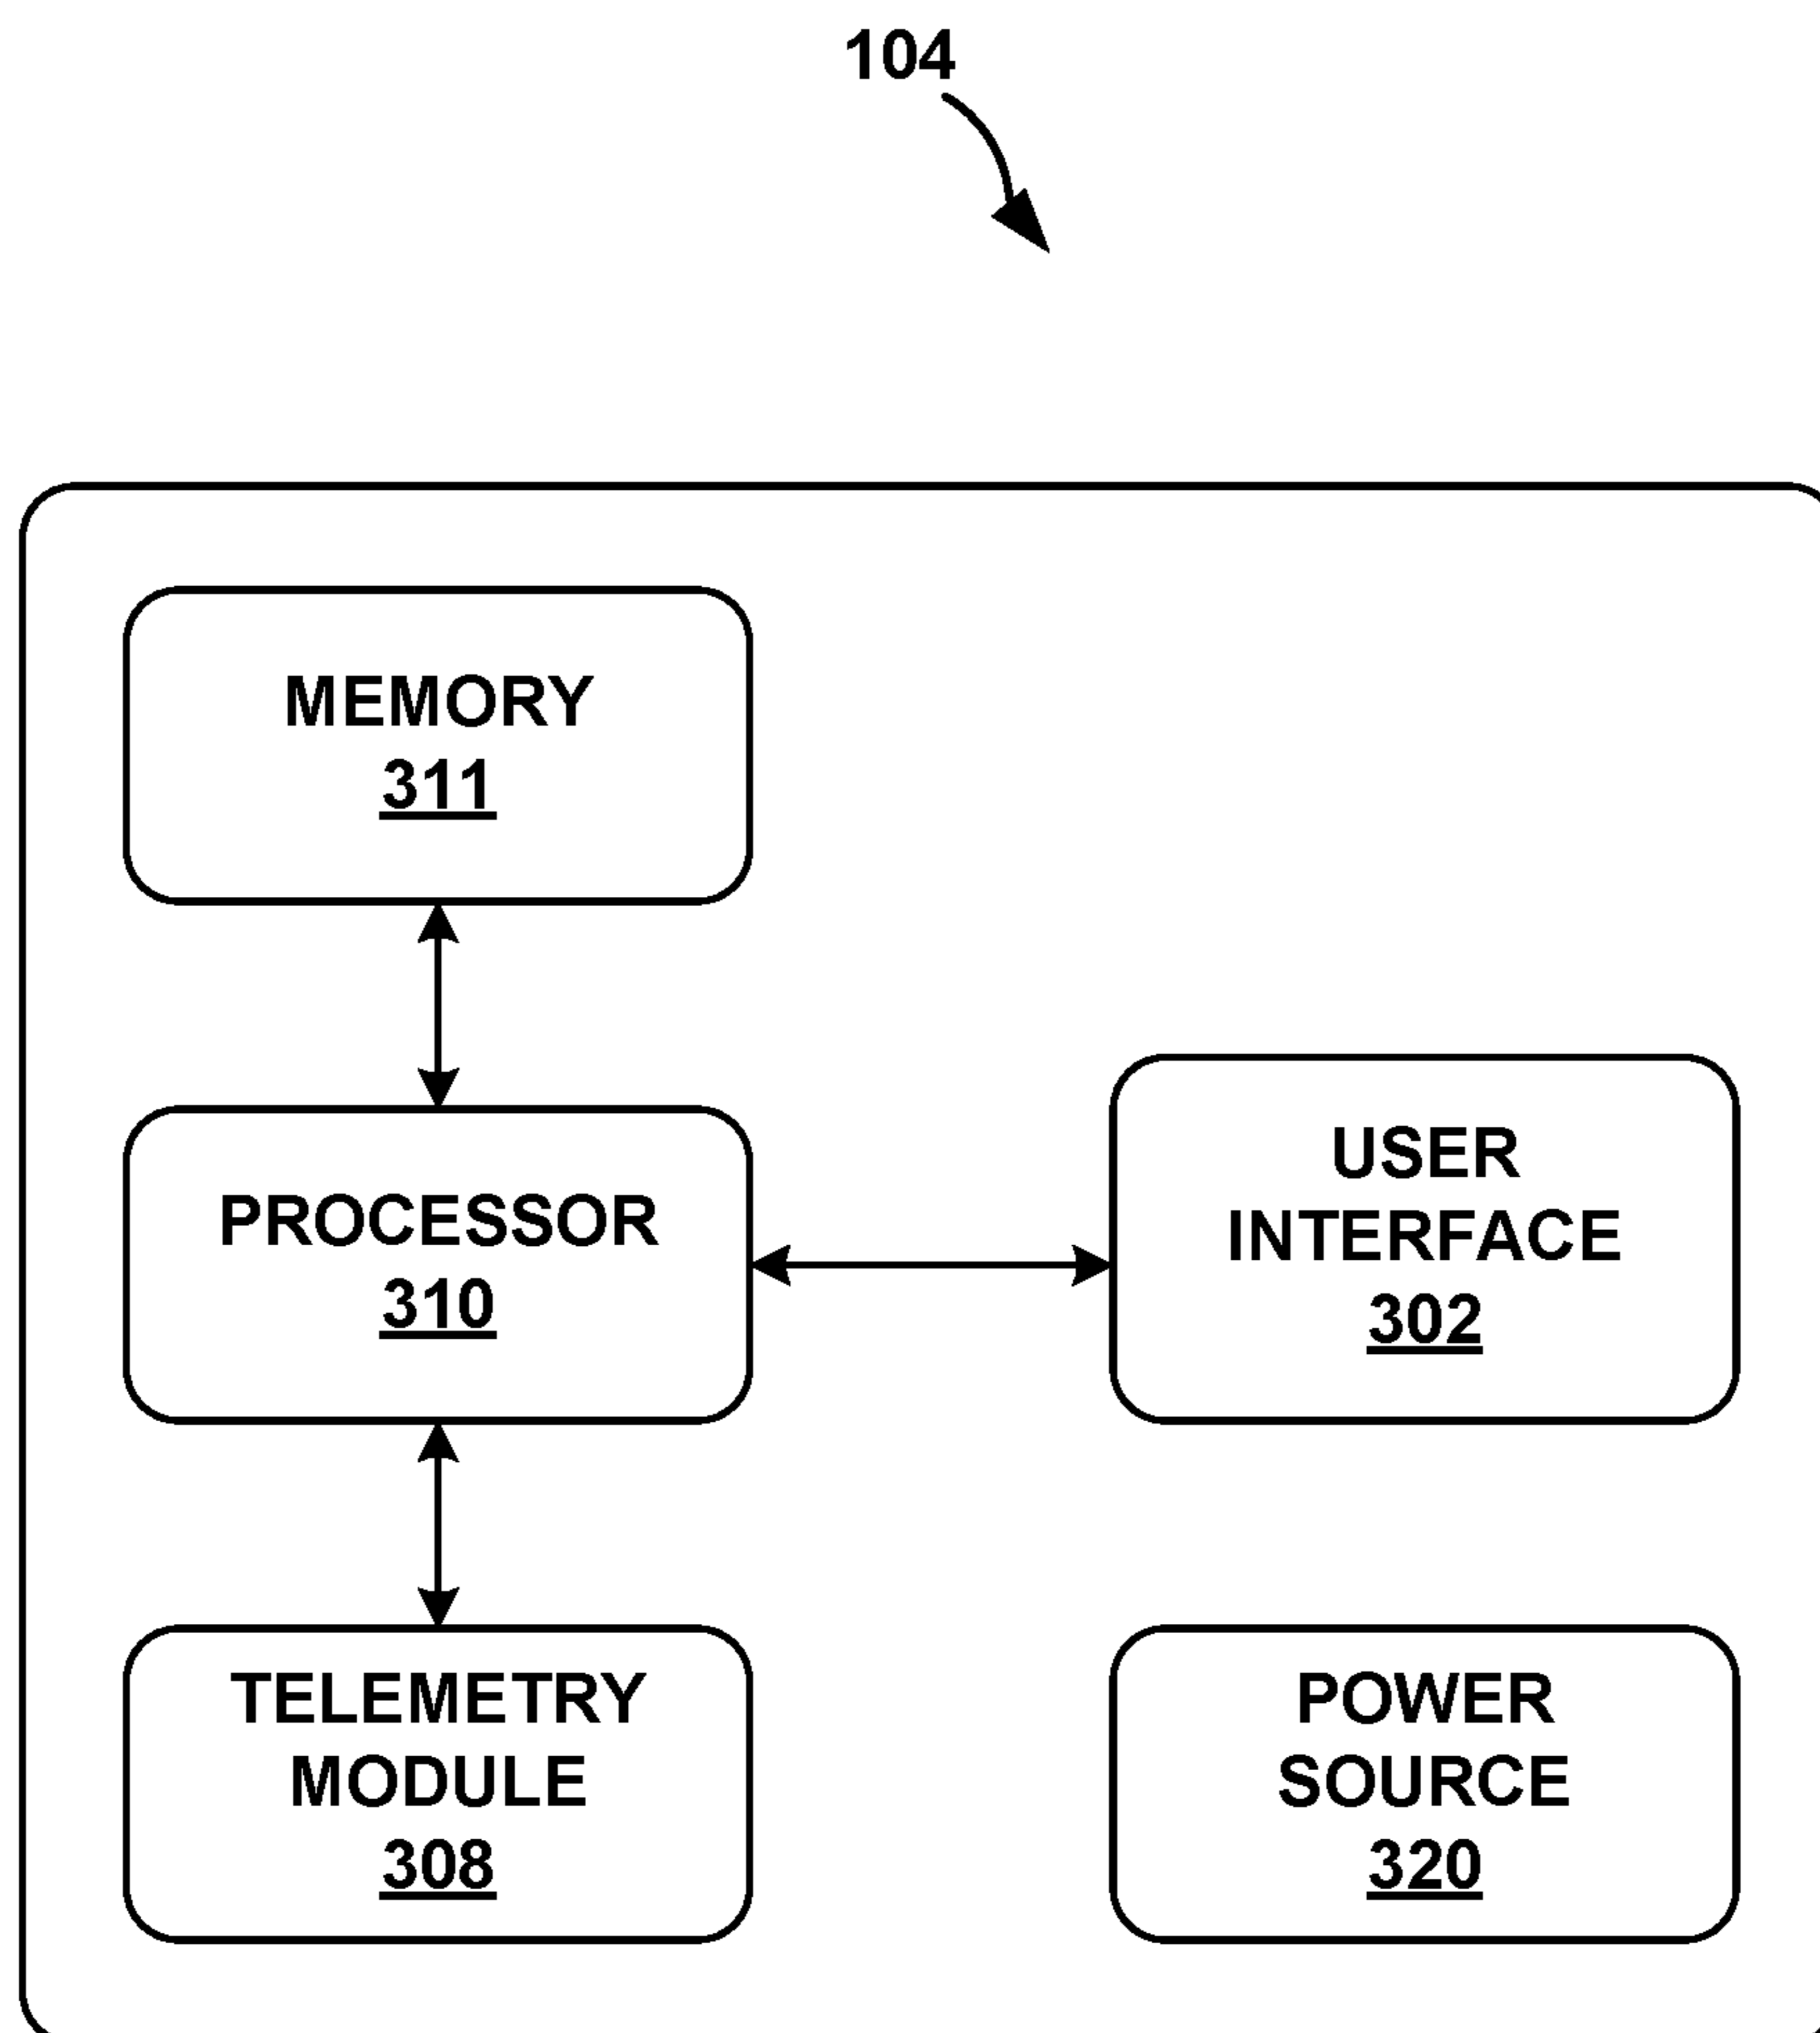 104
MEMORY
311
PROCESSOR
310
USER
INTERFACE
302
TELEMETRY
MODULE
308
POWER
SOURCE
320